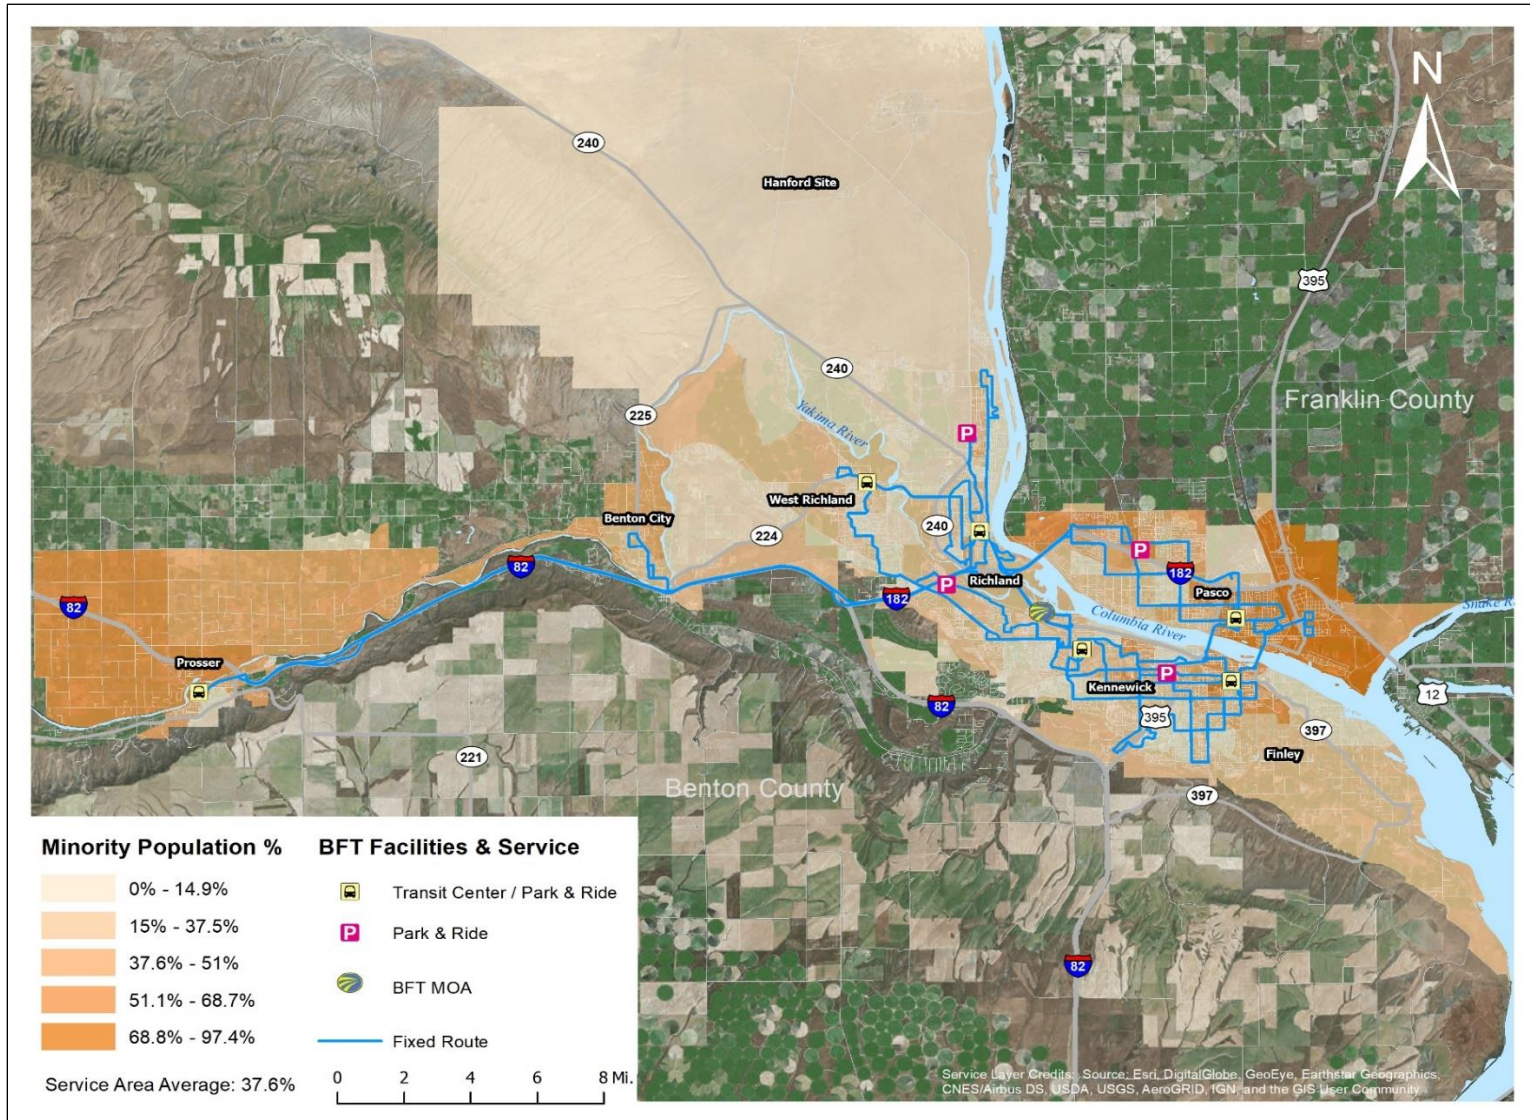 N
240
Hanford Site
395
240
Franklin County
225
Yakima River
West Richland
Benton City
240
224
82
182
Richland
182
Pasco
82
Columbia River
Prosser
Kennewick
82
12
395
397
Finley
221
Benton County
397
82
Minority Population %
0% - 14.9%
15% - 37.5%
37.6% - 51%
51.1% - 68.7%
68.8% - 97.4%
Service Area Average: 37.6%
BFT Facilities & Service
Transit Center / Park & Ride
P
Park & Ride
BFT MOA
Fixed Route
0 2 4 6 8 Mi.
Service Layer Credits: Source: Esri, DigitalGlobe, GeoEye, Earthstar Geographics,
CNES/Airbus DS, USDA, USGS, AeroGRID, IGN, and the GIS User Community